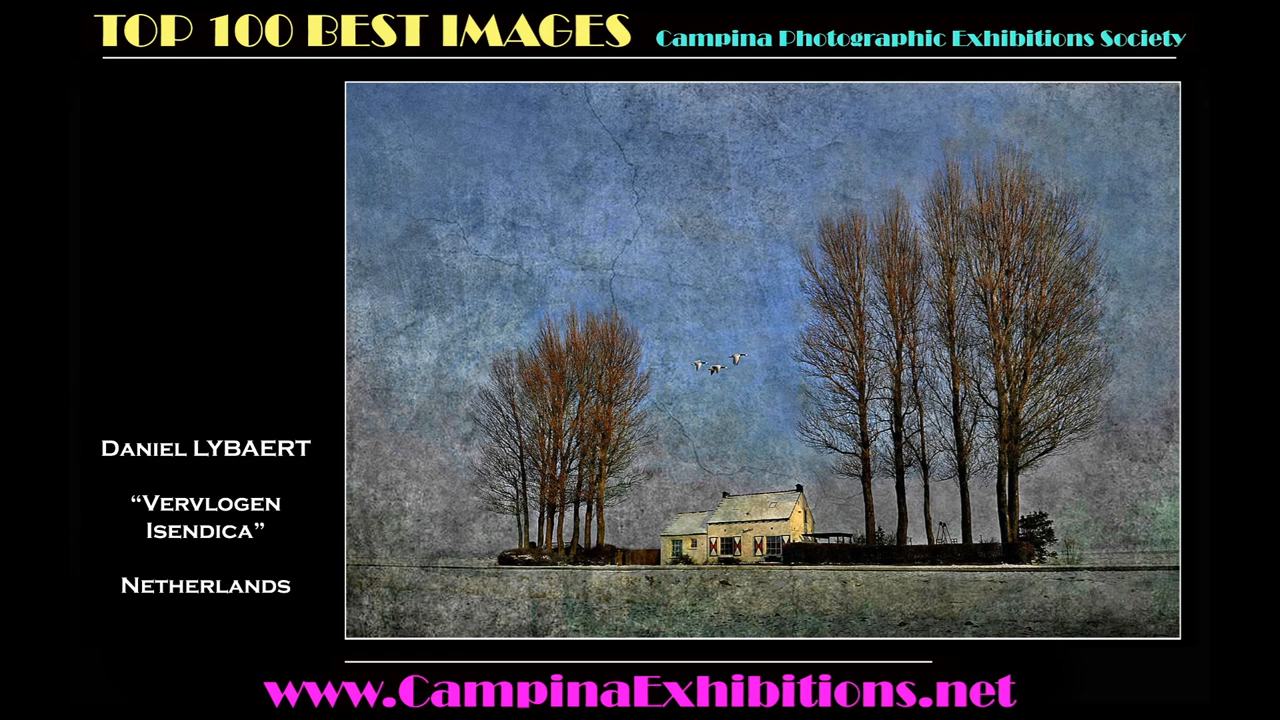 TOP 100 BEST IMAGES Campina Photographic Exhibitions Society
Daniel LYBAERT
“Vervlogen
Isendica”
Netherlands
www.CampinaExhibitions.net